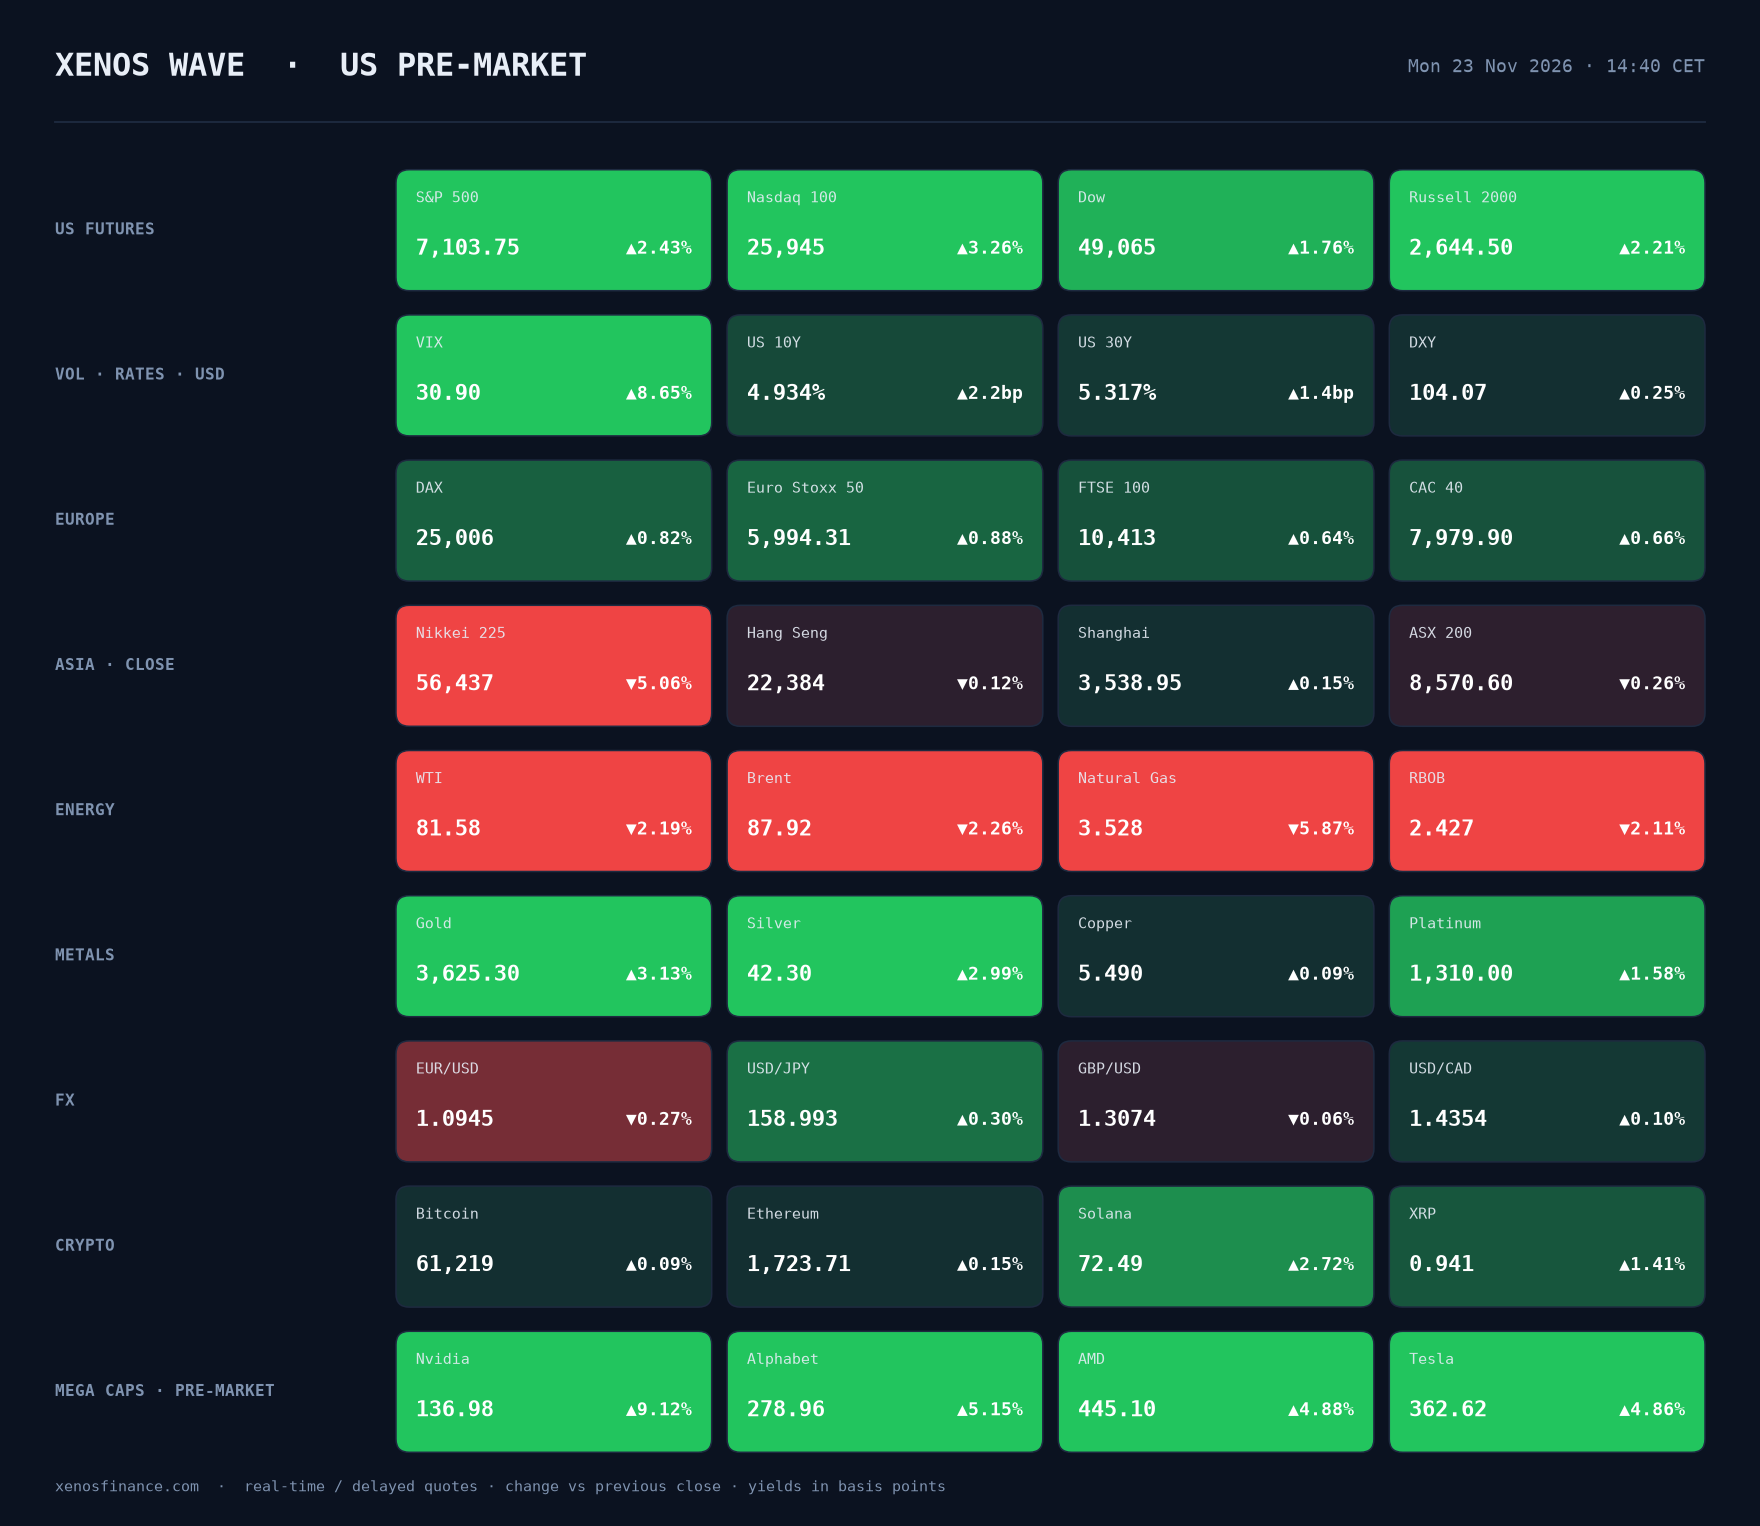 XENOS WAVE · US PRE-MARKET
Mon 23 Nov 2026 · 14:40 CET
US FUTURES
S&P 500
7,103.75 ▲2.43%
Nasdaq 100
25,945 ▲3.26%
Dow
49,065 ▲1.76%
Russell 2000
2,644.50 ▲2.21%
VOL · RATES · USD
VIX
30.90 ▲8.65%
US 10Y
4.934% ▲2.2bp
US 30Y
5.317% ▲1.4bp
DXY
104.07 ▲0.25%
EUROPE
DAX
25,006 ▲0.82%
Euro Stoxx 50
5,994.31 ▲0.88%
FTSE 100
10,413 ▲0.64%
CAC 40
7,979.90 ▲0.66%
ASIA · CLOSE
Nikkei 225
56,437 ▼5.06%
Hang Seng
22,384 ▼0.12%
Shanghai
3,538.95 ▲0.15%
ASX 200
8,570.60 ▼0.26%
ENERGY
WTI
81.58 ▼2.19%
Brent
87.92 ▼2.26%
Natural Gas
3.528 ▼5.87%
RBOB
2.427 ▼2.11%
METALS
Gold
3,625.30 ▲3.13%
Silver
42.30 ▲2.99%
Copper
5.490 ▲0.09%
Platinum
1,310.00 ▲1.58%
FX
EUR/USD
1.0945 ▼0.27%
USD/JPY
158.993 ▲0.30%
GBP/USD
1.3074 ▼0.06%
USD/CAD
1.4354 ▲0.10%
CRYPTO
Bitcoin
61,219 ▲0.09%
Ethereum
1,723.71 ▲0.15%
Solana
72.49 ▲2.72%
XRP
0.941 ▲1.41%
MEGA CAPS · PRE-MARKET
Nvidia
136.98 ▲9.12%
Alphabet
278.96 ▲5.15%
AMD
445.10 ▲4.88%
Tesla
362.62 ▲4.86%
xenosfinance.com · real-time / delayed quotes · change vs previous close · yields in basis points